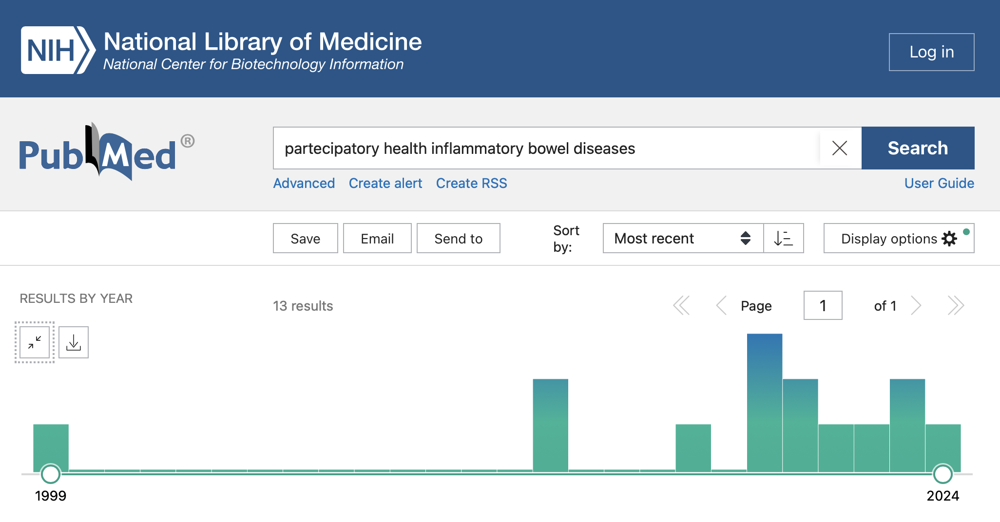 NIH National Library of Medicine
National Center for Biotechnology Information
Log in
PubMed®
partecipatory health inflammatory bowel diseases
Search
Advanced Create alert Create RSS User Guide
Save Email Send to
Sort by:
Most recent
Display options
RESULTS BY YEAR
13 results
Page 1 of 1
1999 2024